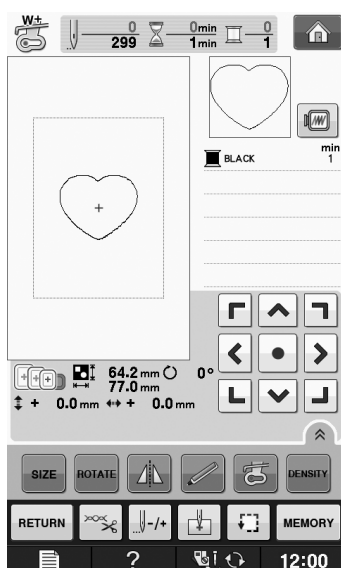 W+
0 0min 0
299 1min 1
min
BLACK 1
64.2 mm 0°
77.0 mm
+ 0.0 mm + 0.0 mm
SIZE ROTATE DENSITY
RETURN -/+ MEMORY
? 12:00